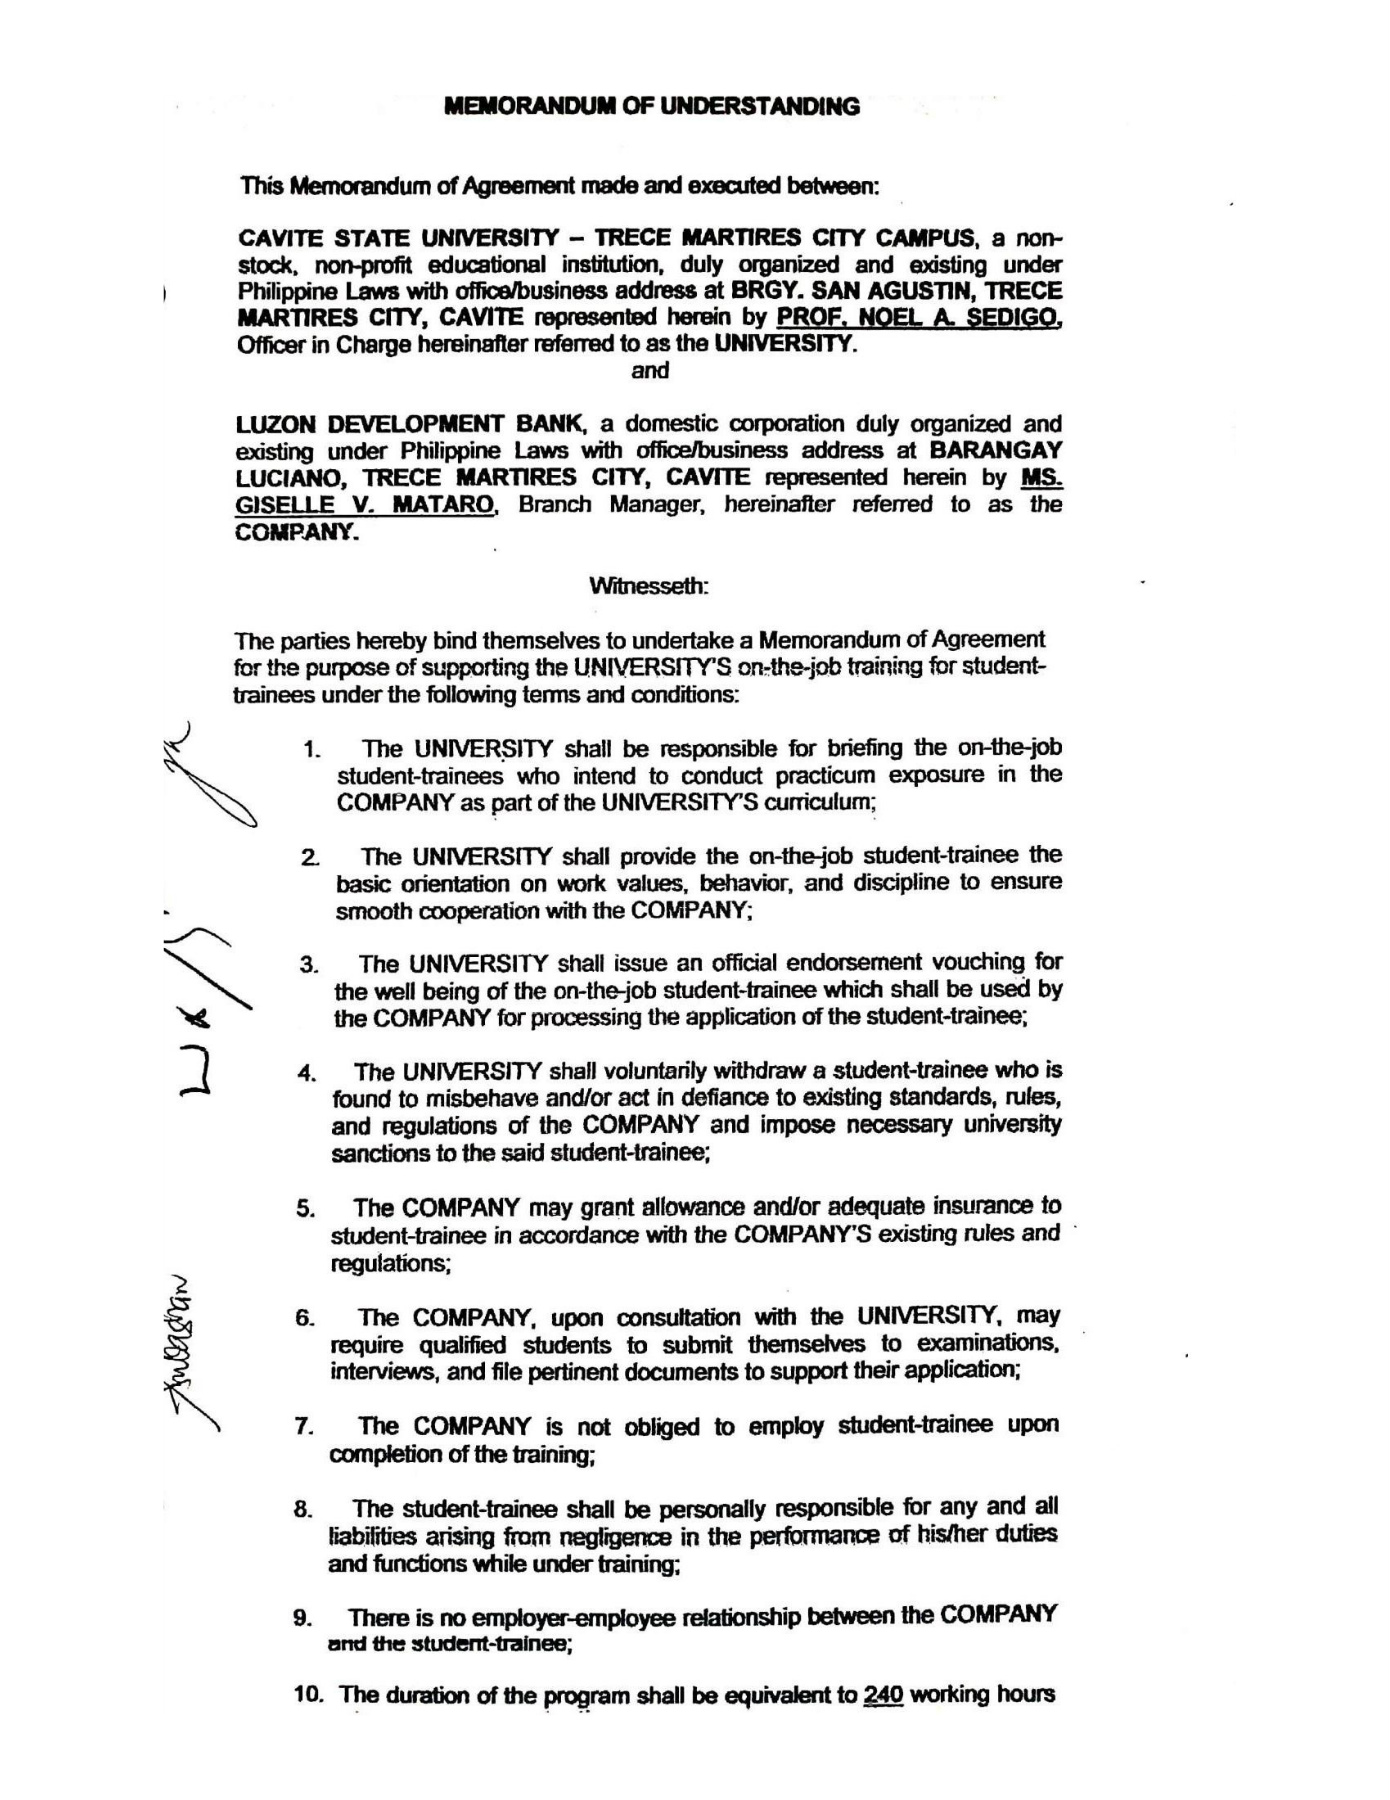 MEMORANDUM OF UNDERSTANDING
This Memorandum of Agreement made and executed between:
CAVITE STATE UNIVERSITY – TRECE MARTIRES CITY CAMPUS, a non-
stock, non-profit educational institution, duly organized and existing under
Philippine Laws with office/business address at BRGY. SAN AGUSTIN, TRECE
MARTIRES CITY, CAVITE represented herein by PROF. NOEL A. SEDIGO,
Officer in Charge hereinafter referred to as the UNIVERSITY.
and
LUZON DEVELOPMENT BANK, a domestic corporation duly organized and
existing under Philippine Laws with office/business address at BARANGAY
LUCIANO, TRECE MARTIRES CITY, CAVITE represented herein by MS.
GISELLE V. MATARO, Branch Manager, hereinafter referred to as the
COMPANY.
Witnesseth:
The parties hereby bind themselves to undertake a Memorandum of Agreement
for the purpose of supporting the UNIVERSITY'S on-the-job training for student-
trainees under the following terms and conditions:
1. The UNIVERSITY shall be responsible for briefing the on-the-job
student-trainees who intend to conduct practicum exposure in the
COMPANY as part of the UNIVERSITY'S curriculum;
2. The UNIVERSITY shall provide the on-the-job student-trainee the
basic orientation on work values, behavior, and discipline to ensure
smooth cooperation with the COMPANY;
3. The UNIVERSITY shall issue an official endorsement vouching for
the well being of the on-the-job student-trainee which shall be used by
the COMPANY for processing the application of the student-trainee;
4. The UNIVERSITY shall voluntarily withdraw a student-trainee who is
found to misbehave and/or act in defiance to existing standards, rules,
and regulations of the COMPANY and impose necessary university
sanctions to the said student-trainee;
5. The COMPANY may grant allowance and/or adequate insurance to
student-trainee in accordance with the COMPANY'S existing rules and
regulations;
6. The COMPANY, upon consultation with the UNIVERSITY, may
require qualified students to submit themselves to examinations,
interviews, and file pertinent documents to support their application;
7. The COMPANY is not obliged to employ student-trainee upon
completion of the training;
8. The student-trainee shall be personally responsible for any and all
liabilities arising from negligence in the performance of his/her duties
and functions while under training;
9. There is no employer-employee relationship between the COMPANY
and the student-trainee;
10. The duration of the program shall be equivalent to 240 working hours